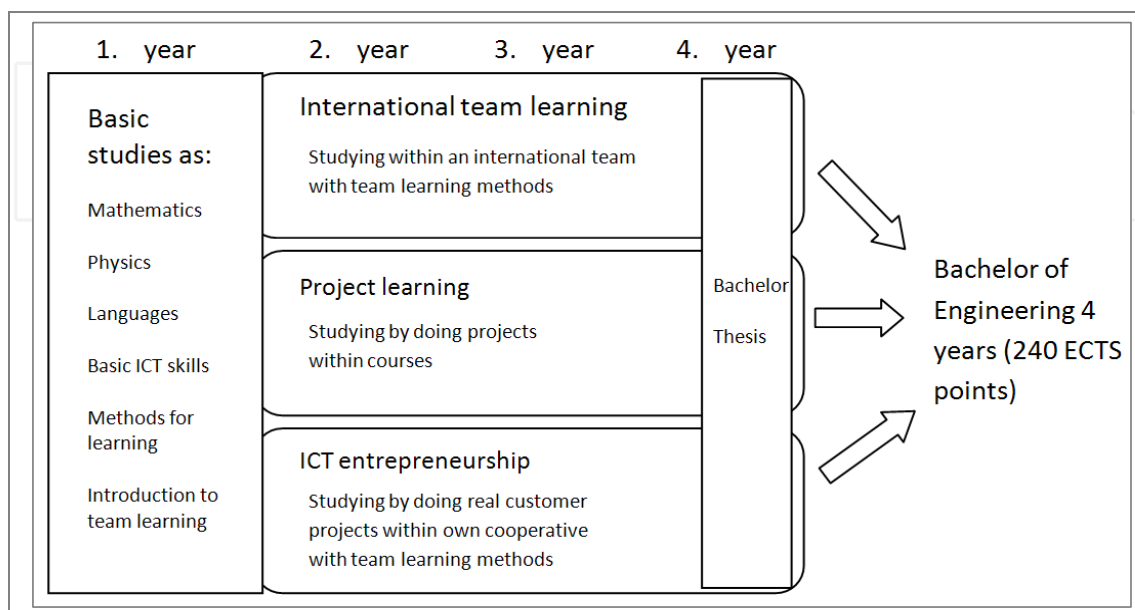 1. year
2. year
3. year
4. year
Basic
studies as:
Mathematics
Physics
Languages
Basic ICT skills
Methods for
learning
Introduction to
team learning
International team learning
Studying within an international team
with team learning methods
Project learning
Studying by doing projects
within courses
ICT entrepreneurship
Studying by doing real customer
projects within own cooperative
with team learning methods
Bachelor
Thesis
Bachelor of
Engineering 4
years (240 ECTS
points)